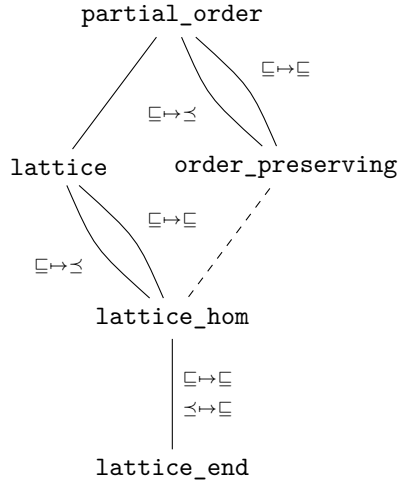 partial_order
⊑↦⊑
⊑↦⪯
lattice
order_preserving
⊑↦⊑
⊑↦⪯
lattice_hom
⊑↦⊑
⪯↦⊑
lattice_end